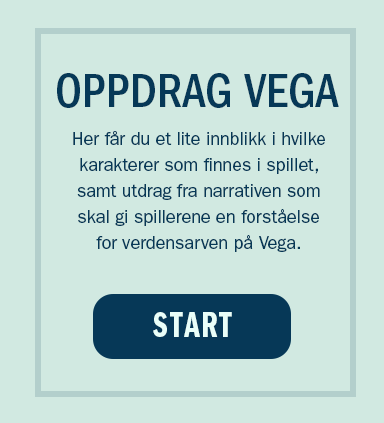 OPPDRAG VEGA
Her får du et lite innblikk i hvilke
karakterer som finnes i spillet,
samt utdrag fra narrativen som
skal gi spillerene en forståelse
for verdensarven på Vega.
START